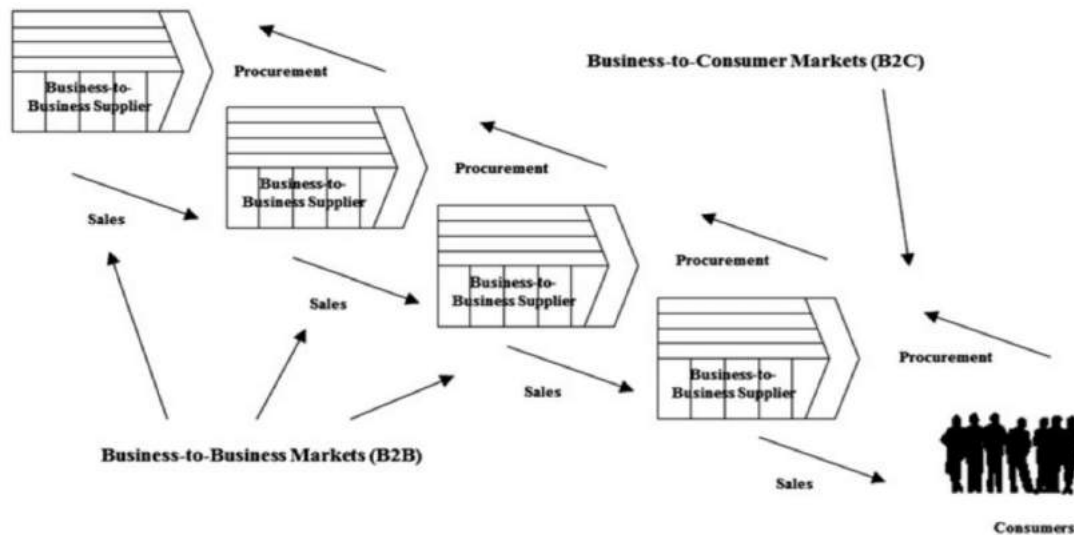 Procurement
Business-to-Consumer Markets (B2C)
Business-to-
Business Supplier
Procurement
Business-to-
Business Supplier
Sales
Procurement
Business-to-
Business Supplier
Sales
Procurement
Business-to-
Business Supplier
Sales
Business-to-Business Markets (B2B)
Sales
Consumers